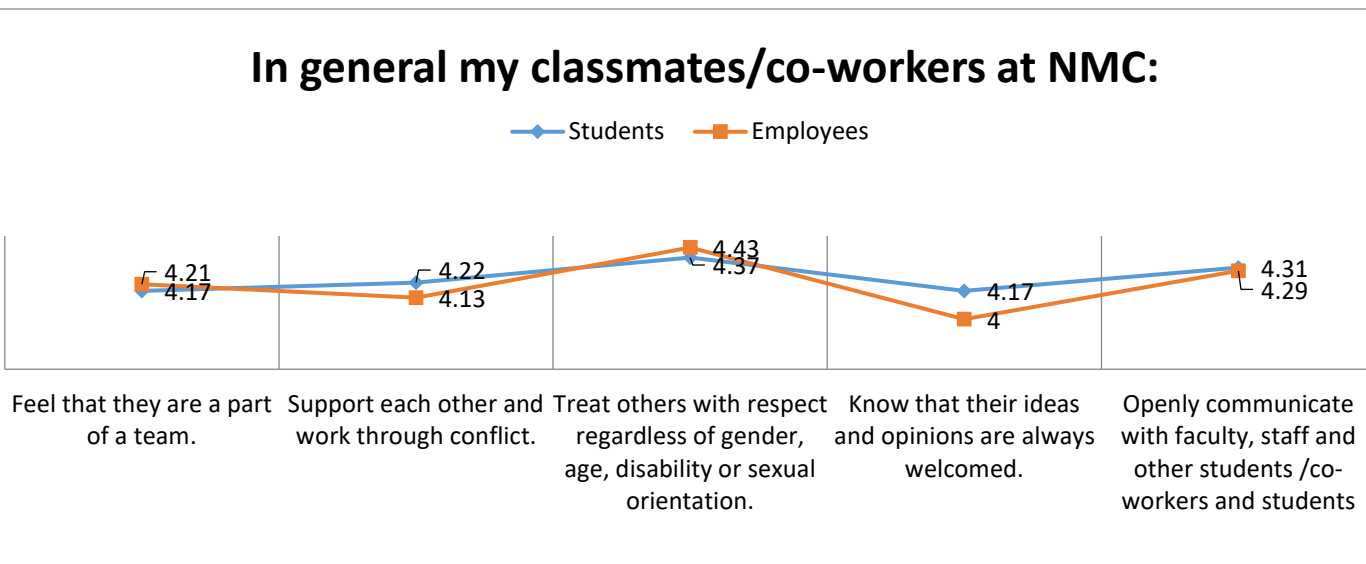 In general my classmates/co-workers at NMC:
Students
Employees
4.21
4.17
4.22
4.13
4.43
4.37
4.17
4
4.31
4.29
Feel that they are a part
of a team.
Support each other and
work through conflict.
Treat others with respect
regardless of gender,
age, disability or sexual
orientation.
Know that their ideas
and opinions are always
welcomed.
Openly communicate
with faculty, staff and
other students /co-
workers and students